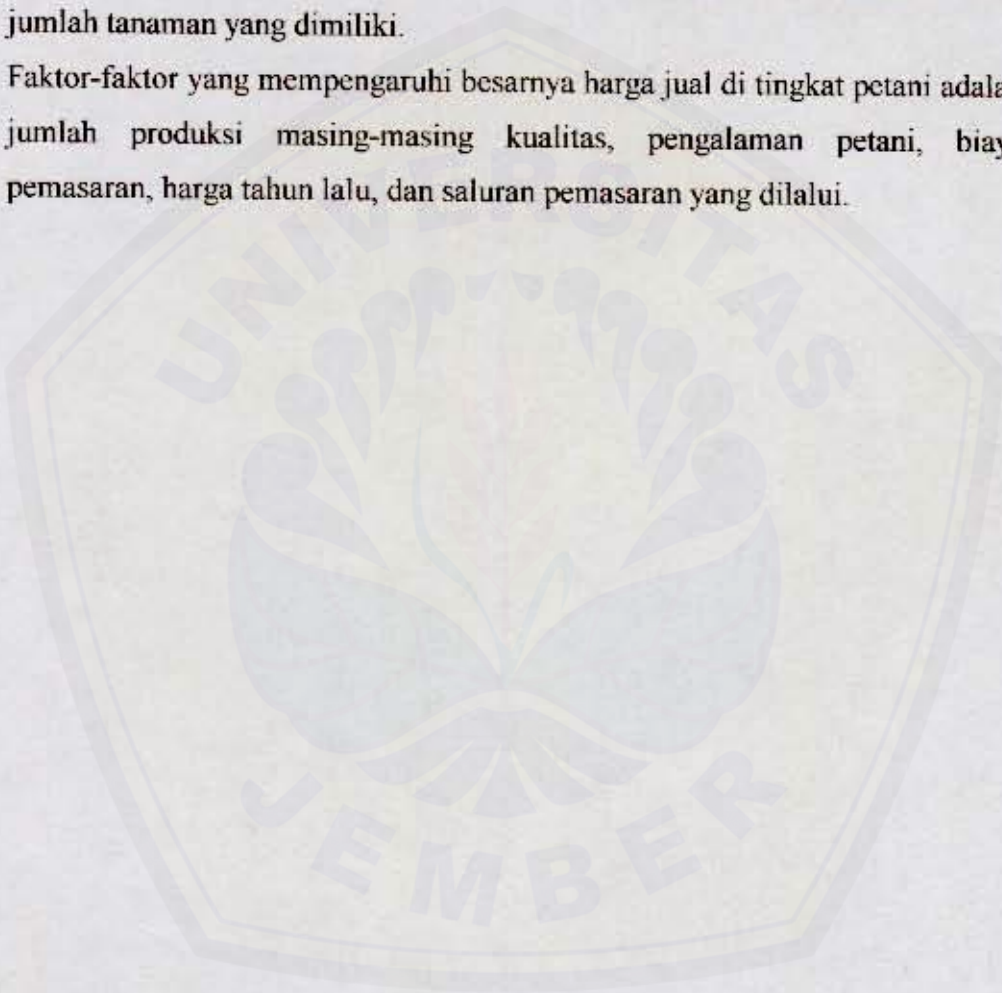 jumlah tanaman yang dimiliki.
Faktor-faktor yang mempengaruhi besarnya harga jual di tingkat petani adala
jumlah produksi masing-masing kualitas, pengalaman petani, biay
pemasaran, harga tahun lalu, dan saluran pemasaran yang dilalui.
UNIVERSITAS
JEMBER